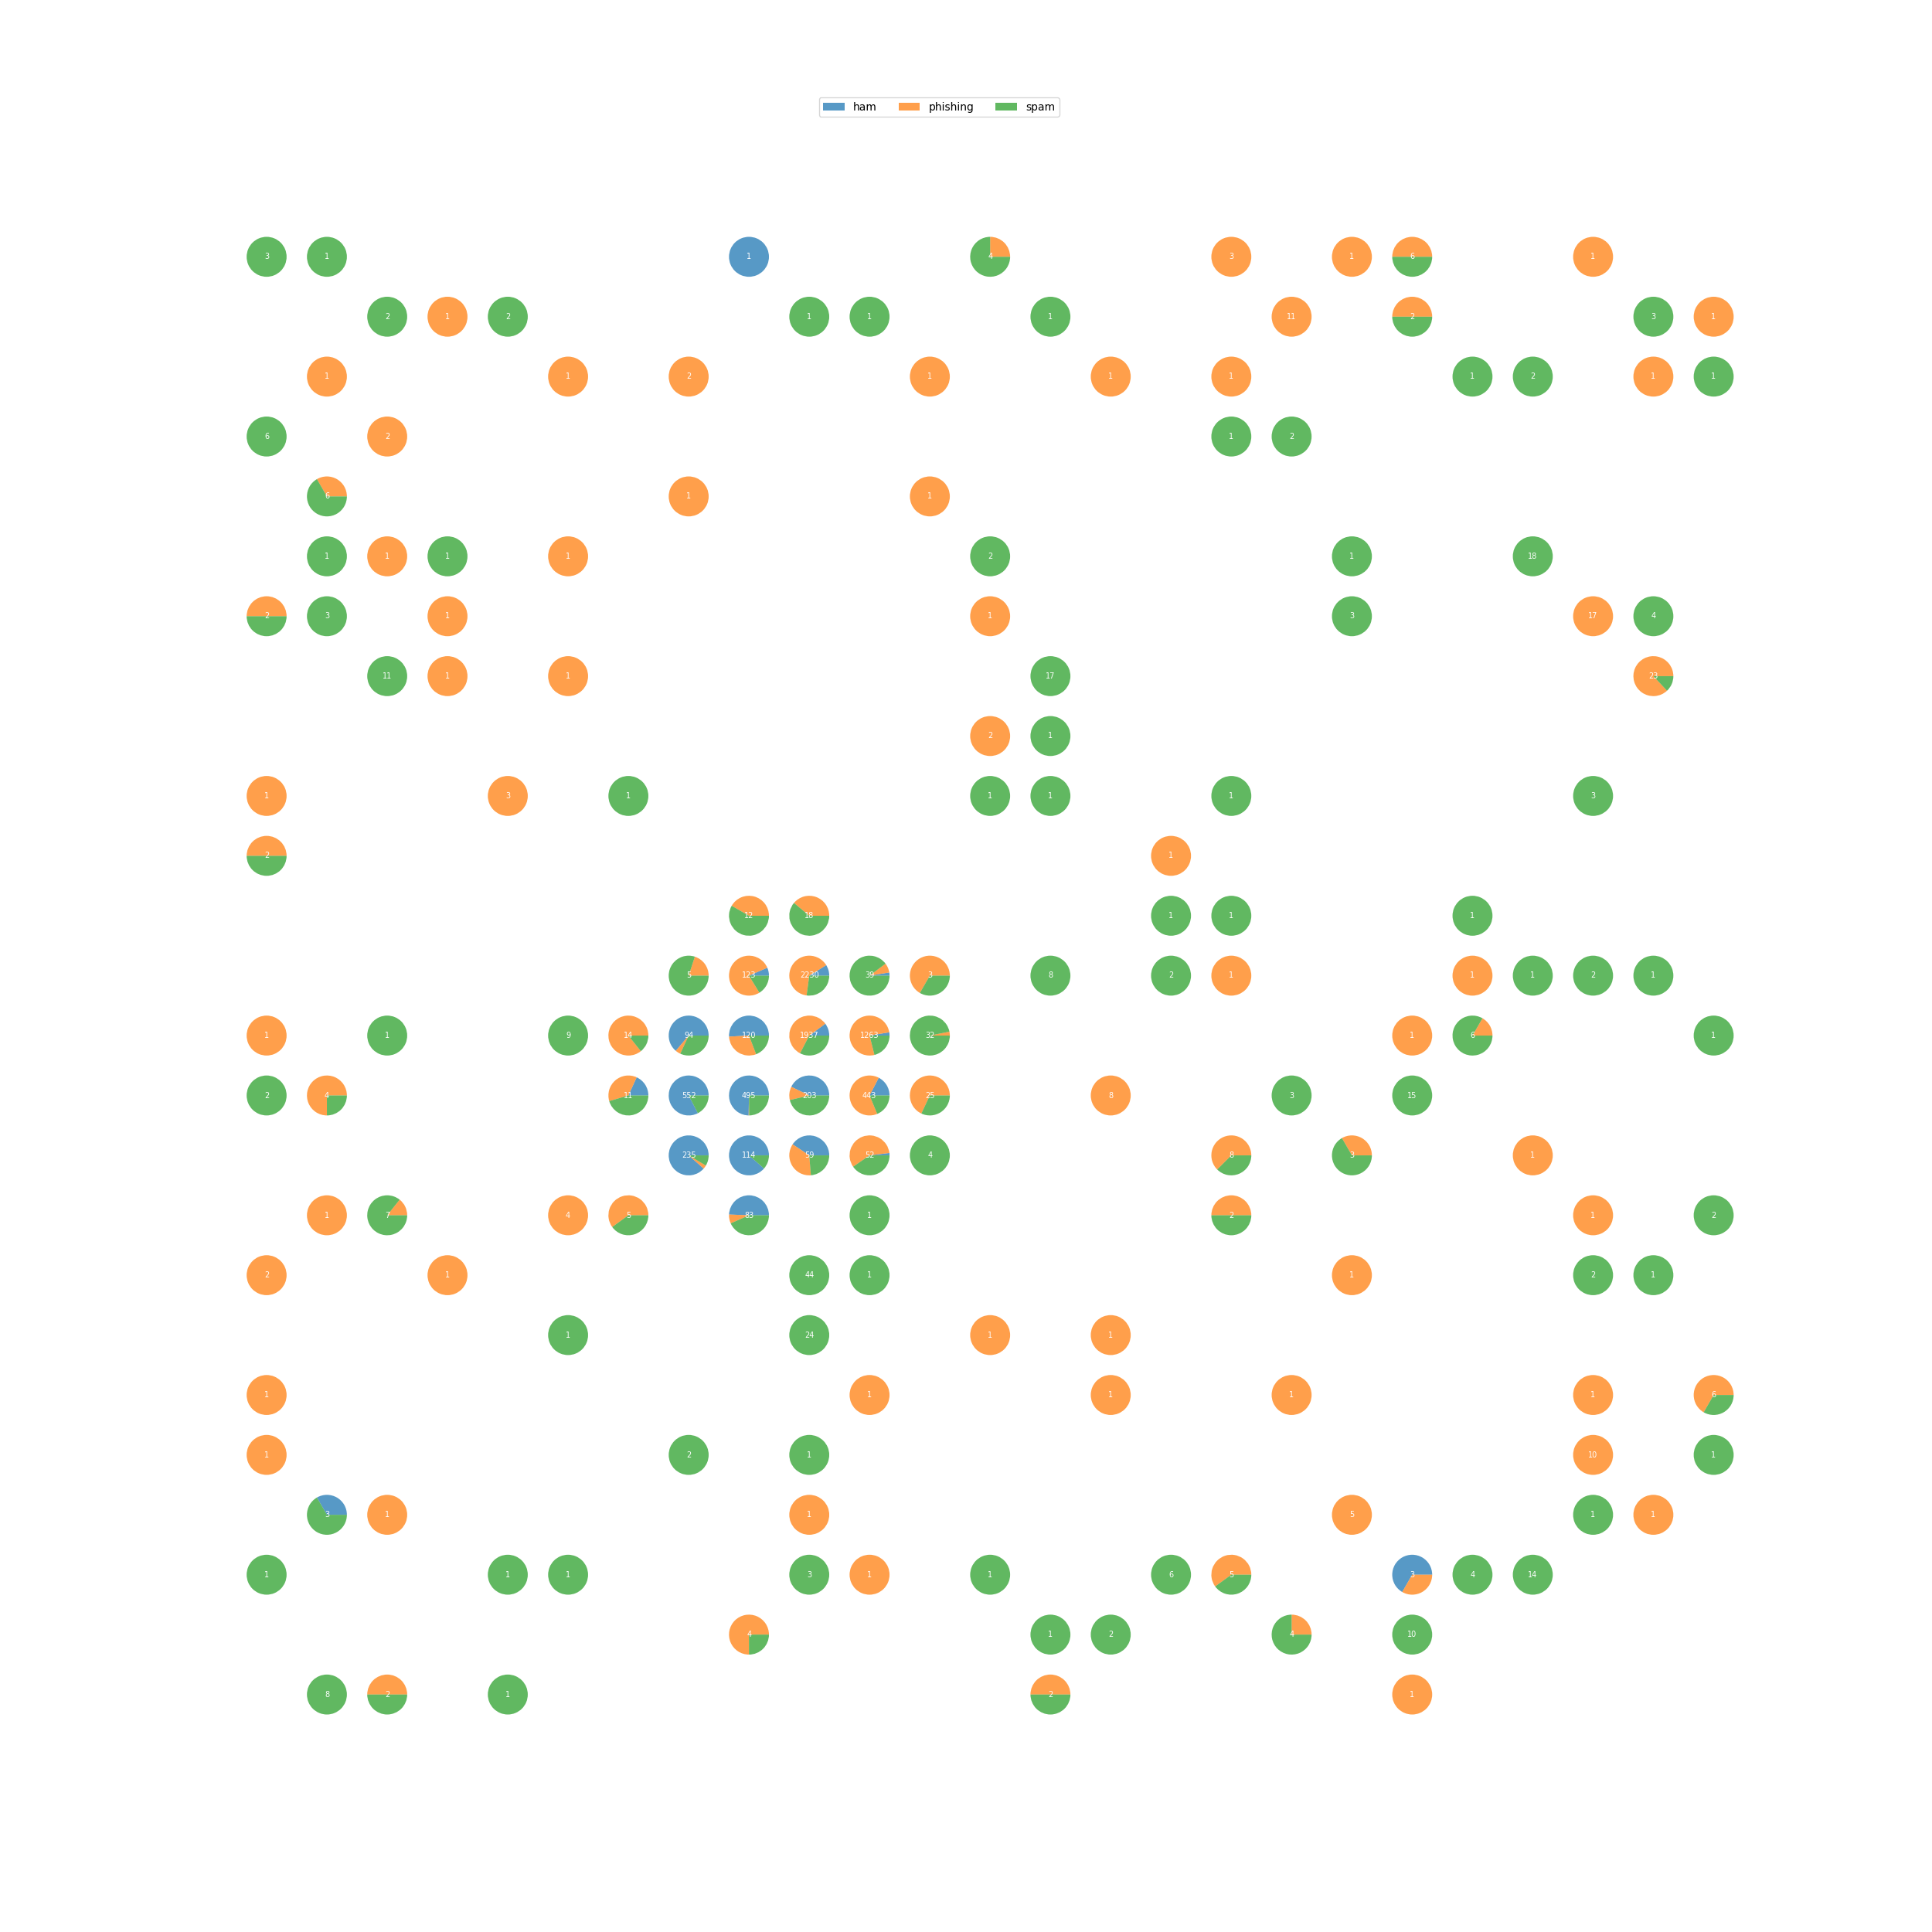 ham phishing spam
3 1 1 4 3 1 6 1
2 1 2 1 1 1 11 2 3 1
1 1 2 1 1 1 1 2 1 1
6 2 1 2
6 1 1
1 1 1 1 2 1 18
2 3 1 1 3 17 4
11 1 1 17 23
2 1
1 3 1 1 1 1 3
2 1
12 18 1 1 1
5 123 2230 39 3 8 2 1 1 1 2 1
1 1 9 14 94 120 1937 1263 32 1 6 1
2 4 11 552 495 203 443 25 8 3 15
235 114 59 52 4 8 3 1
1 7 4 5 83 1 2 1 2
2 1 44 1 1 2 1
1 24 1 1
1 1 1 1 1 6
1 2 1 10 1
3 1 1 5 1 1
1 1 1 3 1 1 6 5 3 4 14
4 1 2 4 10
8 2 1 2 1